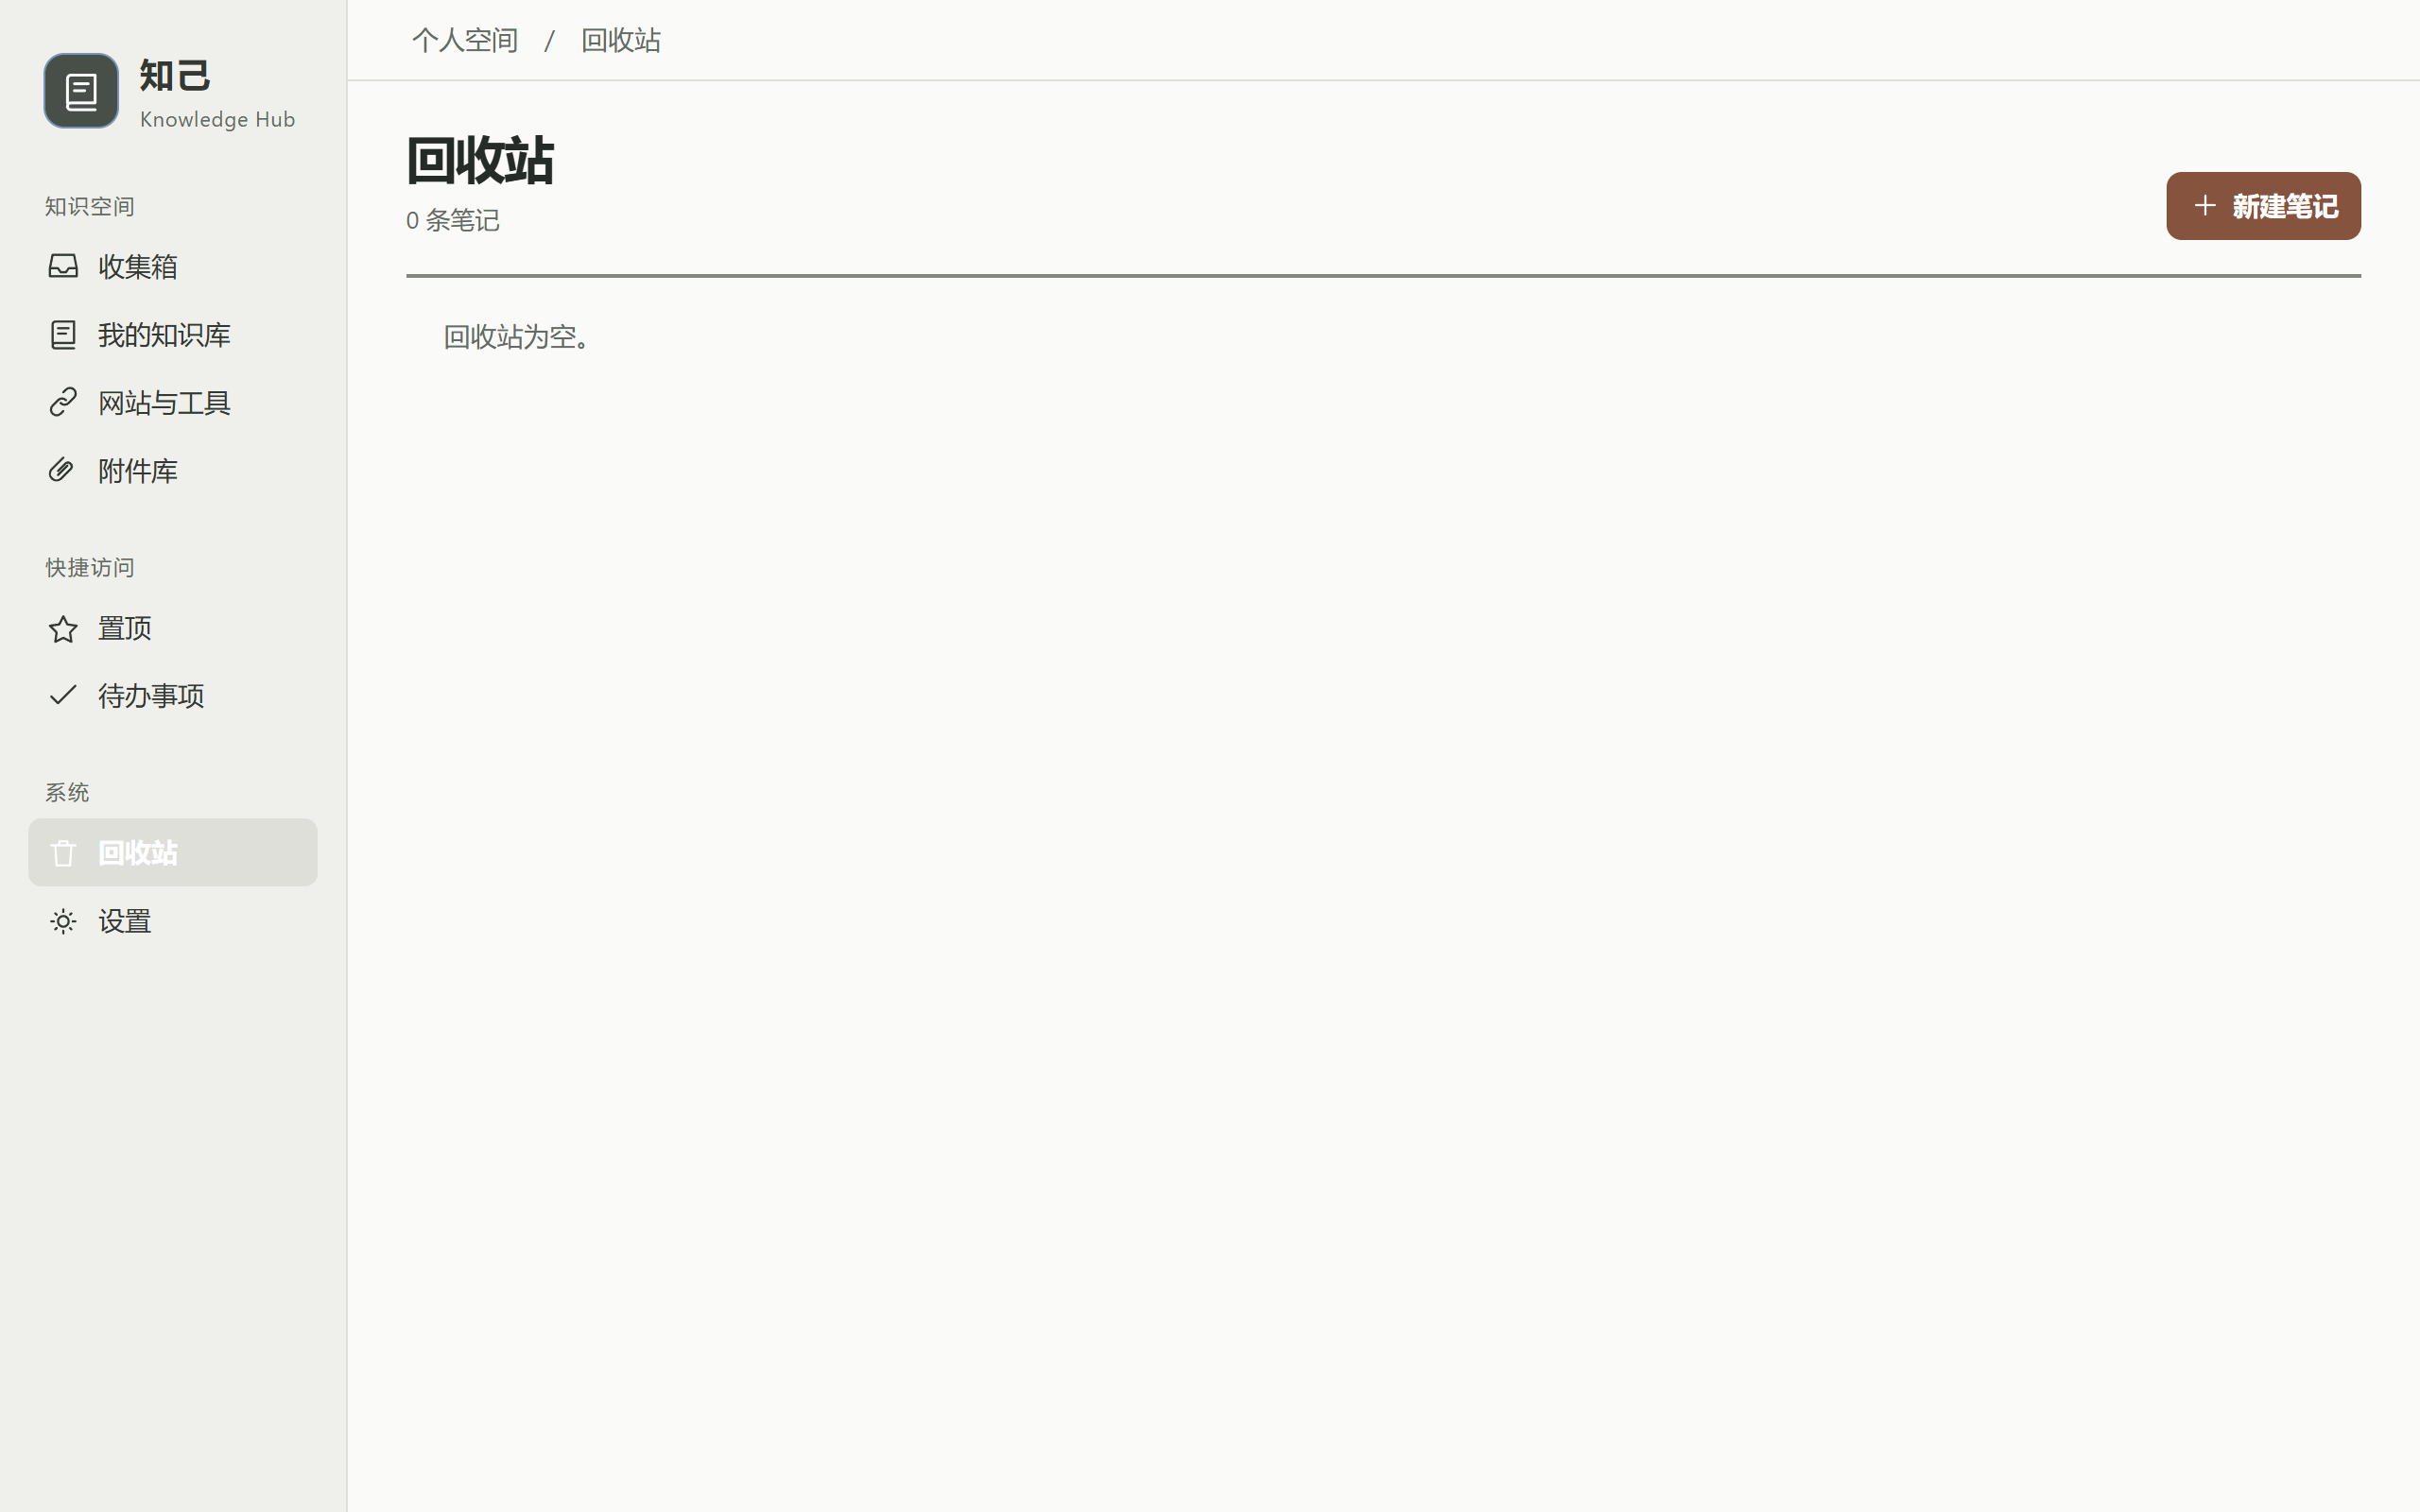 知己
Knowledge Hub
知识空间
收集箱
我的知识库
网站与工具
附件库
快捷访问
置顶
待办事项
系统
回收站
设置
个人空间 / 回收站
回收站
0 条笔记
新建笔记
回收站为空。